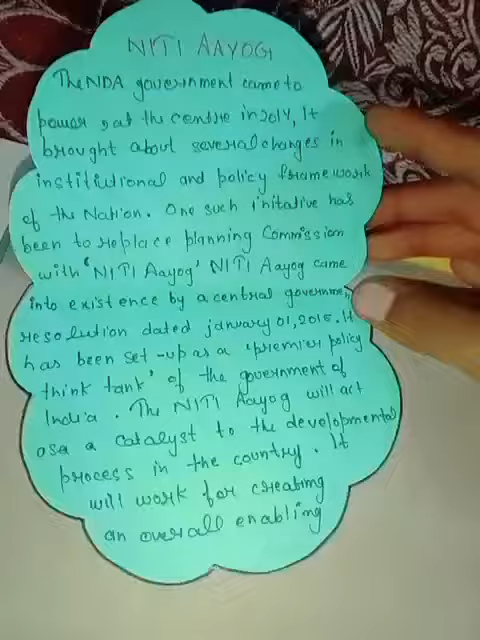 NITI AAYOG
The NDA government came to
power, at the centre in 2014, It
brought about several changes in
institutional and policy framework
of the Nation. One such initative has
been to replace planning Commission
with 'NITI Aayog' NITI Aayog came
into existence by a central government
resolution dated january 01,2015. It
has been set-up as a 'premier policy
think tank' of the government of
India. The NITI Aayog will act
as a a catalyst to the developmental
process in the country. It
will work for creating
an overall enabling